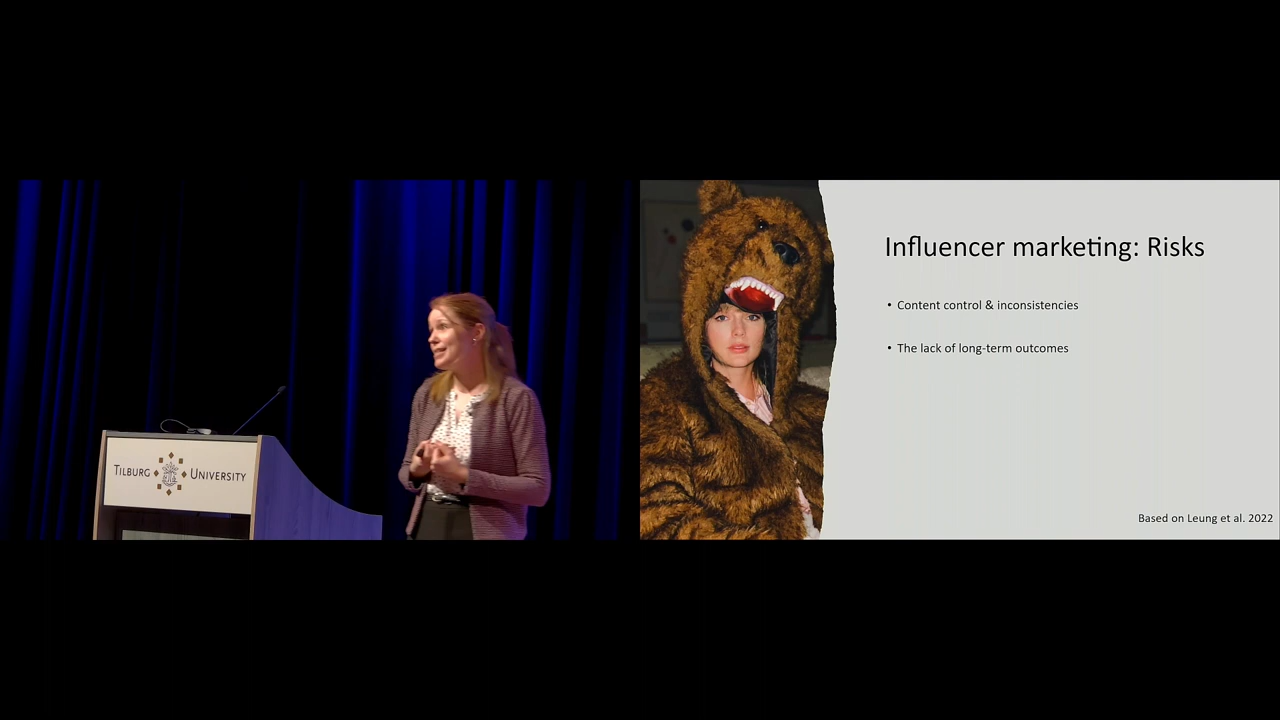 TILBURG UNIVERSITY
Influencer marketing: Risks
• Content control & inconsistencies
• The lack of long-term outcomes
Based on Leung et al. 2022